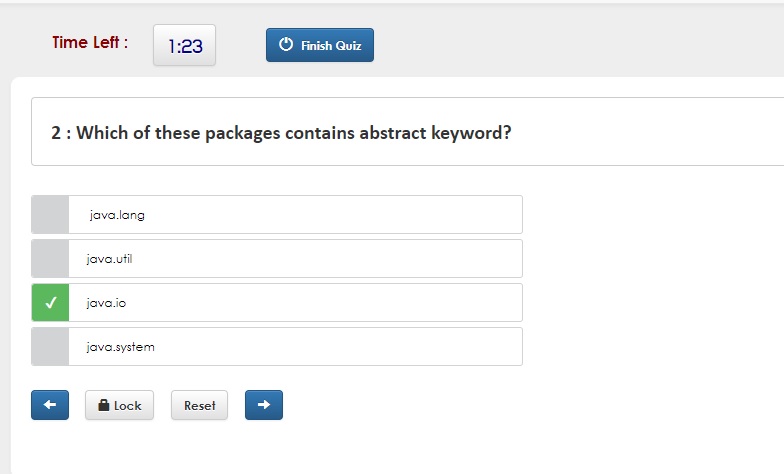 Time Left :
1:23
Finish Quiz
2 : Which of these packages contains abstract keyword?
java.lang
java.util
java.io
java.system
Lock
Reset